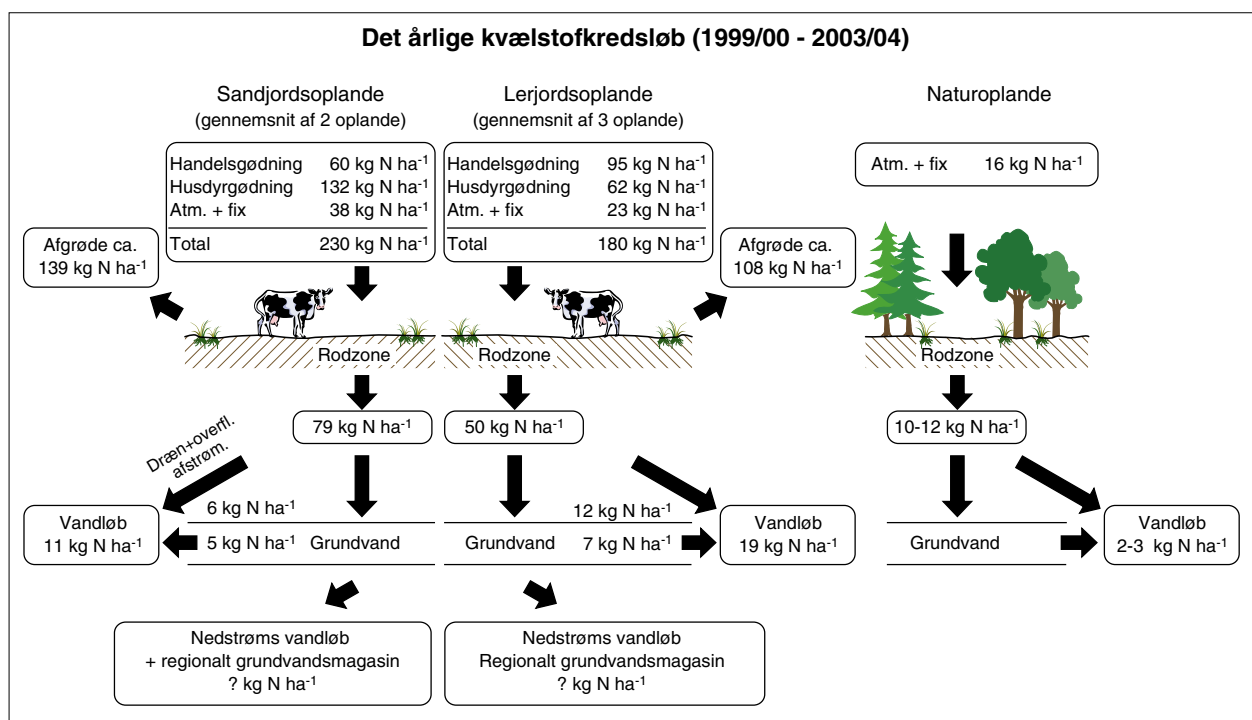 Det årlige kvælstofkredsløb (1999/00 - 2003/04)
Sandjordsoplande
(gennemsnit af 2 oplande)
Handelsgødning 60 kg N ha⁻¹
Husdyrgødning 132 kg N ha⁻¹
Atm. + fix 38 kg N ha⁻¹
Total 230 kg N ha⁻¹
Afgrøde ca.
139 kg N ha⁻¹
Rodzone
79 kg N ha⁻¹
Dræn+overfl.
afstrøm.
6 kg N ha⁻¹
Vandløb
11 kg N ha⁻¹
5 kg N ha⁻¹
Grundvand
Nedstrøms vandløb
+ regionalt grundvandsmagasin
? kg N ha⁻¹
Lerjordsoplande
(gennemsnit af 3 oplande)
Handelsgødning 95 kg N ha⁻¹
Husdyrgødning 62 kg N ha⁻¹
Atm. + fix 23 kg N ha⁻¹
Total 180 kg N ha⁻¹
Afgrøde ca.
108 kg N ha⁻¹
Rodzone
50 kg N ha⁻¹
12 kg N ha⁻¹
Grundvand
7 kg N ha⁻¹
Vandløb
19 kg N ha⁻¹
Nedstrøms vandløb
Regionalt grundvandsmagasin
? kg N ha⁻¹
Naturoplande
Atm. + fix 16 kg N ha⁻¹
Rodzone
10-12 kg N ha⁻¹
Grundvand
Vandløb
2-3 kg N ha⁻¹